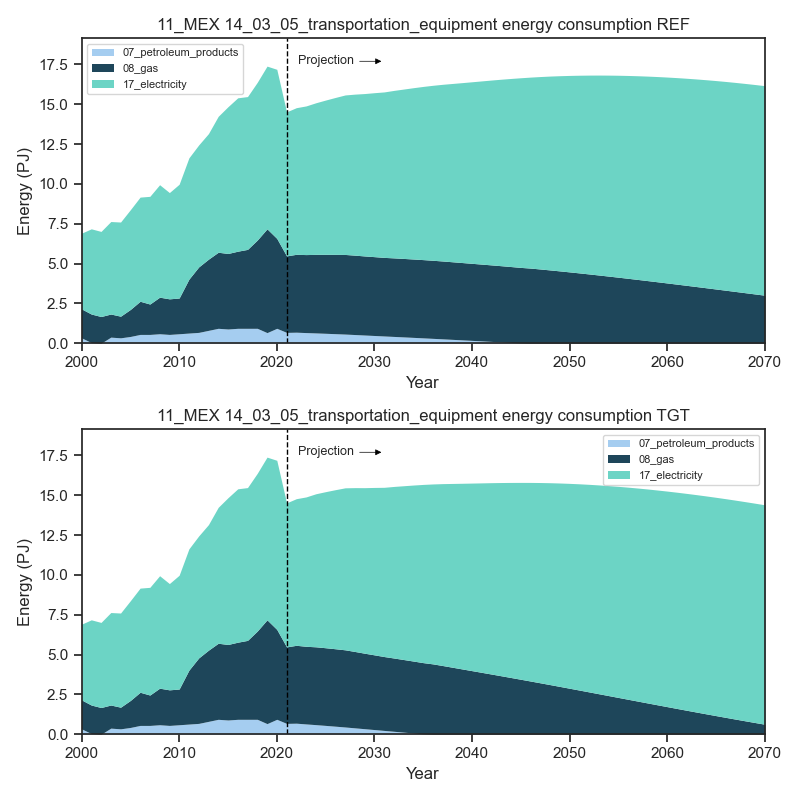 11_MEX 14_03_05_transportation_equipment energy consumption REF
07_petroleum_products
08_gas
17_electricity
Projection
17.5
15.0
12.5
10.0
7.5
5.0
2.5
0.0
Energy (PJ)
2000 2010 2020 2030 2040 2050 2060 2070
Year
11_MEX 14_03_05_transportation_equipment energy consumption TGT
Projection
07_petroleum_products
08_gas
17_electricity
17.5
15.0
12.5
10.0
7.5
5.0
2.5
0.0
Energy (PJ)
2000 2010 2020 2030 2040 2050 2060 2070
Year